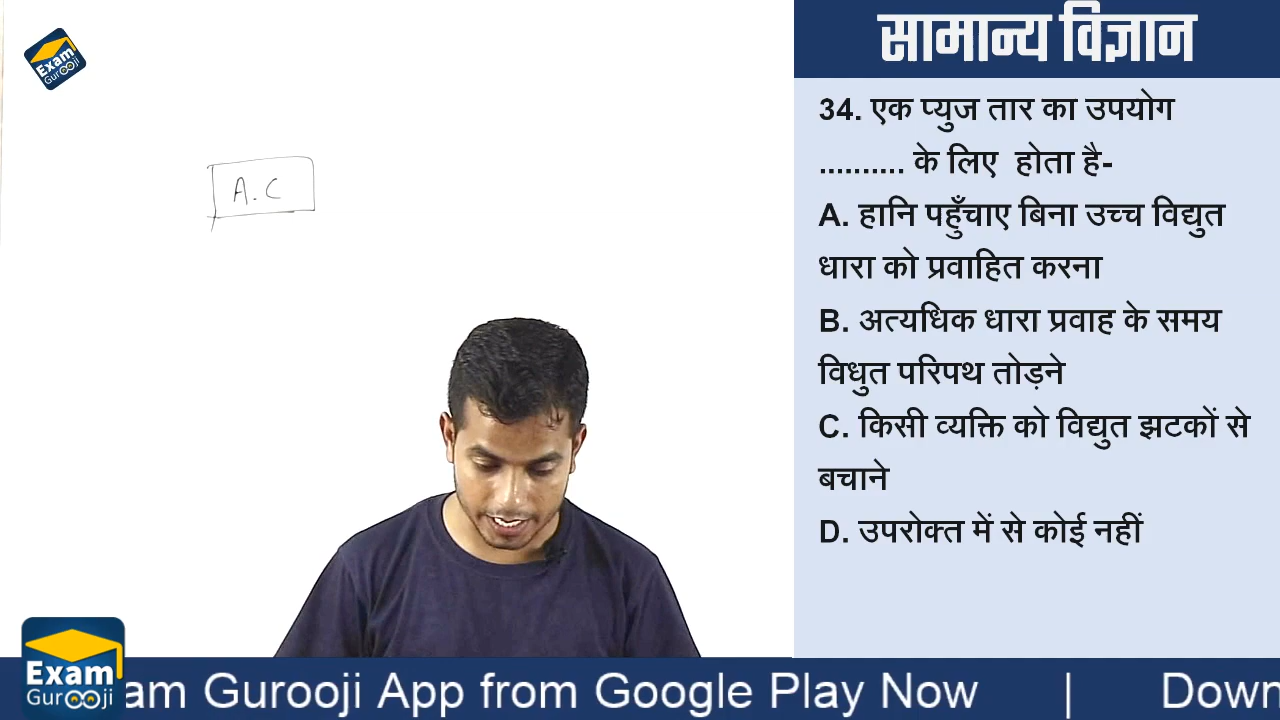 Exam
Gurooji
सामान्य विज्ञान
34. एक प्युज तार का उपयोग
.......... के लिए होता है-
A. हानि पहुँचाए बिना उच्च विद्युत
धारा को प्रवाहित करना
B. अत्यधिक धारा प्रवाह के समय
विधुत परिपथ तोड़ने
C. किसी व्यक्ति को विद्युत झटकों से
बचाने
D. उपरोक्त में से कोई नहीं
A.C
Exam
Gurooji
am Gurooji App from Google Play Now | Down